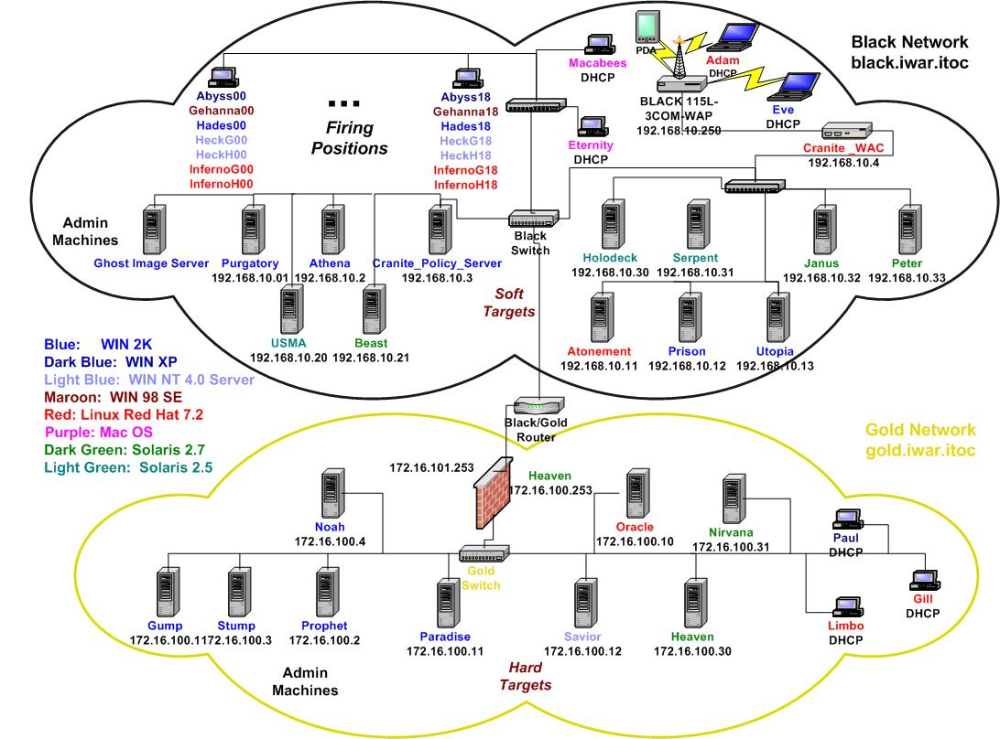 Black Network
black.iwar.itoc
PDA
Adam
DHCP
Macabees
DHCP
Eve
DHCP
BLACK 115L-
3COM-WAP
192.168.10.250
Abyss00
Gehanna00
Hades00
HeckG00
HeckH00
InfernoG00
InfernoH00
...
Firing
Positions
Abyss18
Gehanna18
Hades18
HeckG18
HeckH18
InfernoG18
InfernoH18
Eternity
DHCP
Cranite _WAC
192.168.10.4
Admin
Machines
Ghost Image Server
Purgatory
192.168.10.01
Athena
192.168.10.2
Cranite_Policy_Server
192.168.10.3
Black
Switch
Holodeck
192.168.10.30
Serpent
192.168.10.31
Janus
192.168.10.32
Peter
192.168.10.33
USMA
192.168.10.20
Beast
192.168.10.21
Soft
Targets
Atonement
192.168.10.11
Prison
192.168.10.12
Utopia
192.168.10.13
Blue: WIN 2K
Dark Blue: WIN XP
Light Blue: WIN NT 4.0 Server
Maroon: WIN 98 SE
Red: Linux Red Hat 7.2
Purple: Mac OS
Dark Green: Solaris 2.7
Light Green: Solaris 2.5
Black/Gold
Router
Gold Network
gold.iwar.itoc
172.16.101.253
Heaven
172.16.100.253
Noah
172.16.100.4
Oracle
172.16.100.10
Nirvana
172.16.100.31
Paul
DHCP
Gold
Switch
Gump
172.16.100.1
Stump
172.16.100.3
Prophet
172.16.100.2
Paradise
172.16.100.11
Savior
172.16.100.12
Heaven
172.16.100.30
Limbo
DHCP
Gill
DHCP
Admin
Machines
Hard
Targets